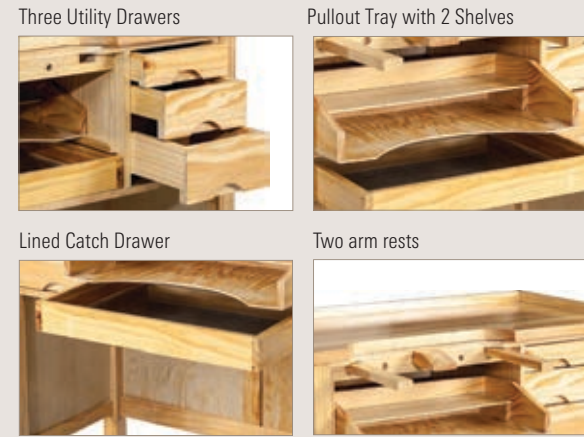 Three Utility Drawers
Pullout Tray with 2 Shelves
Lined Catch Drawer
Two arm rests